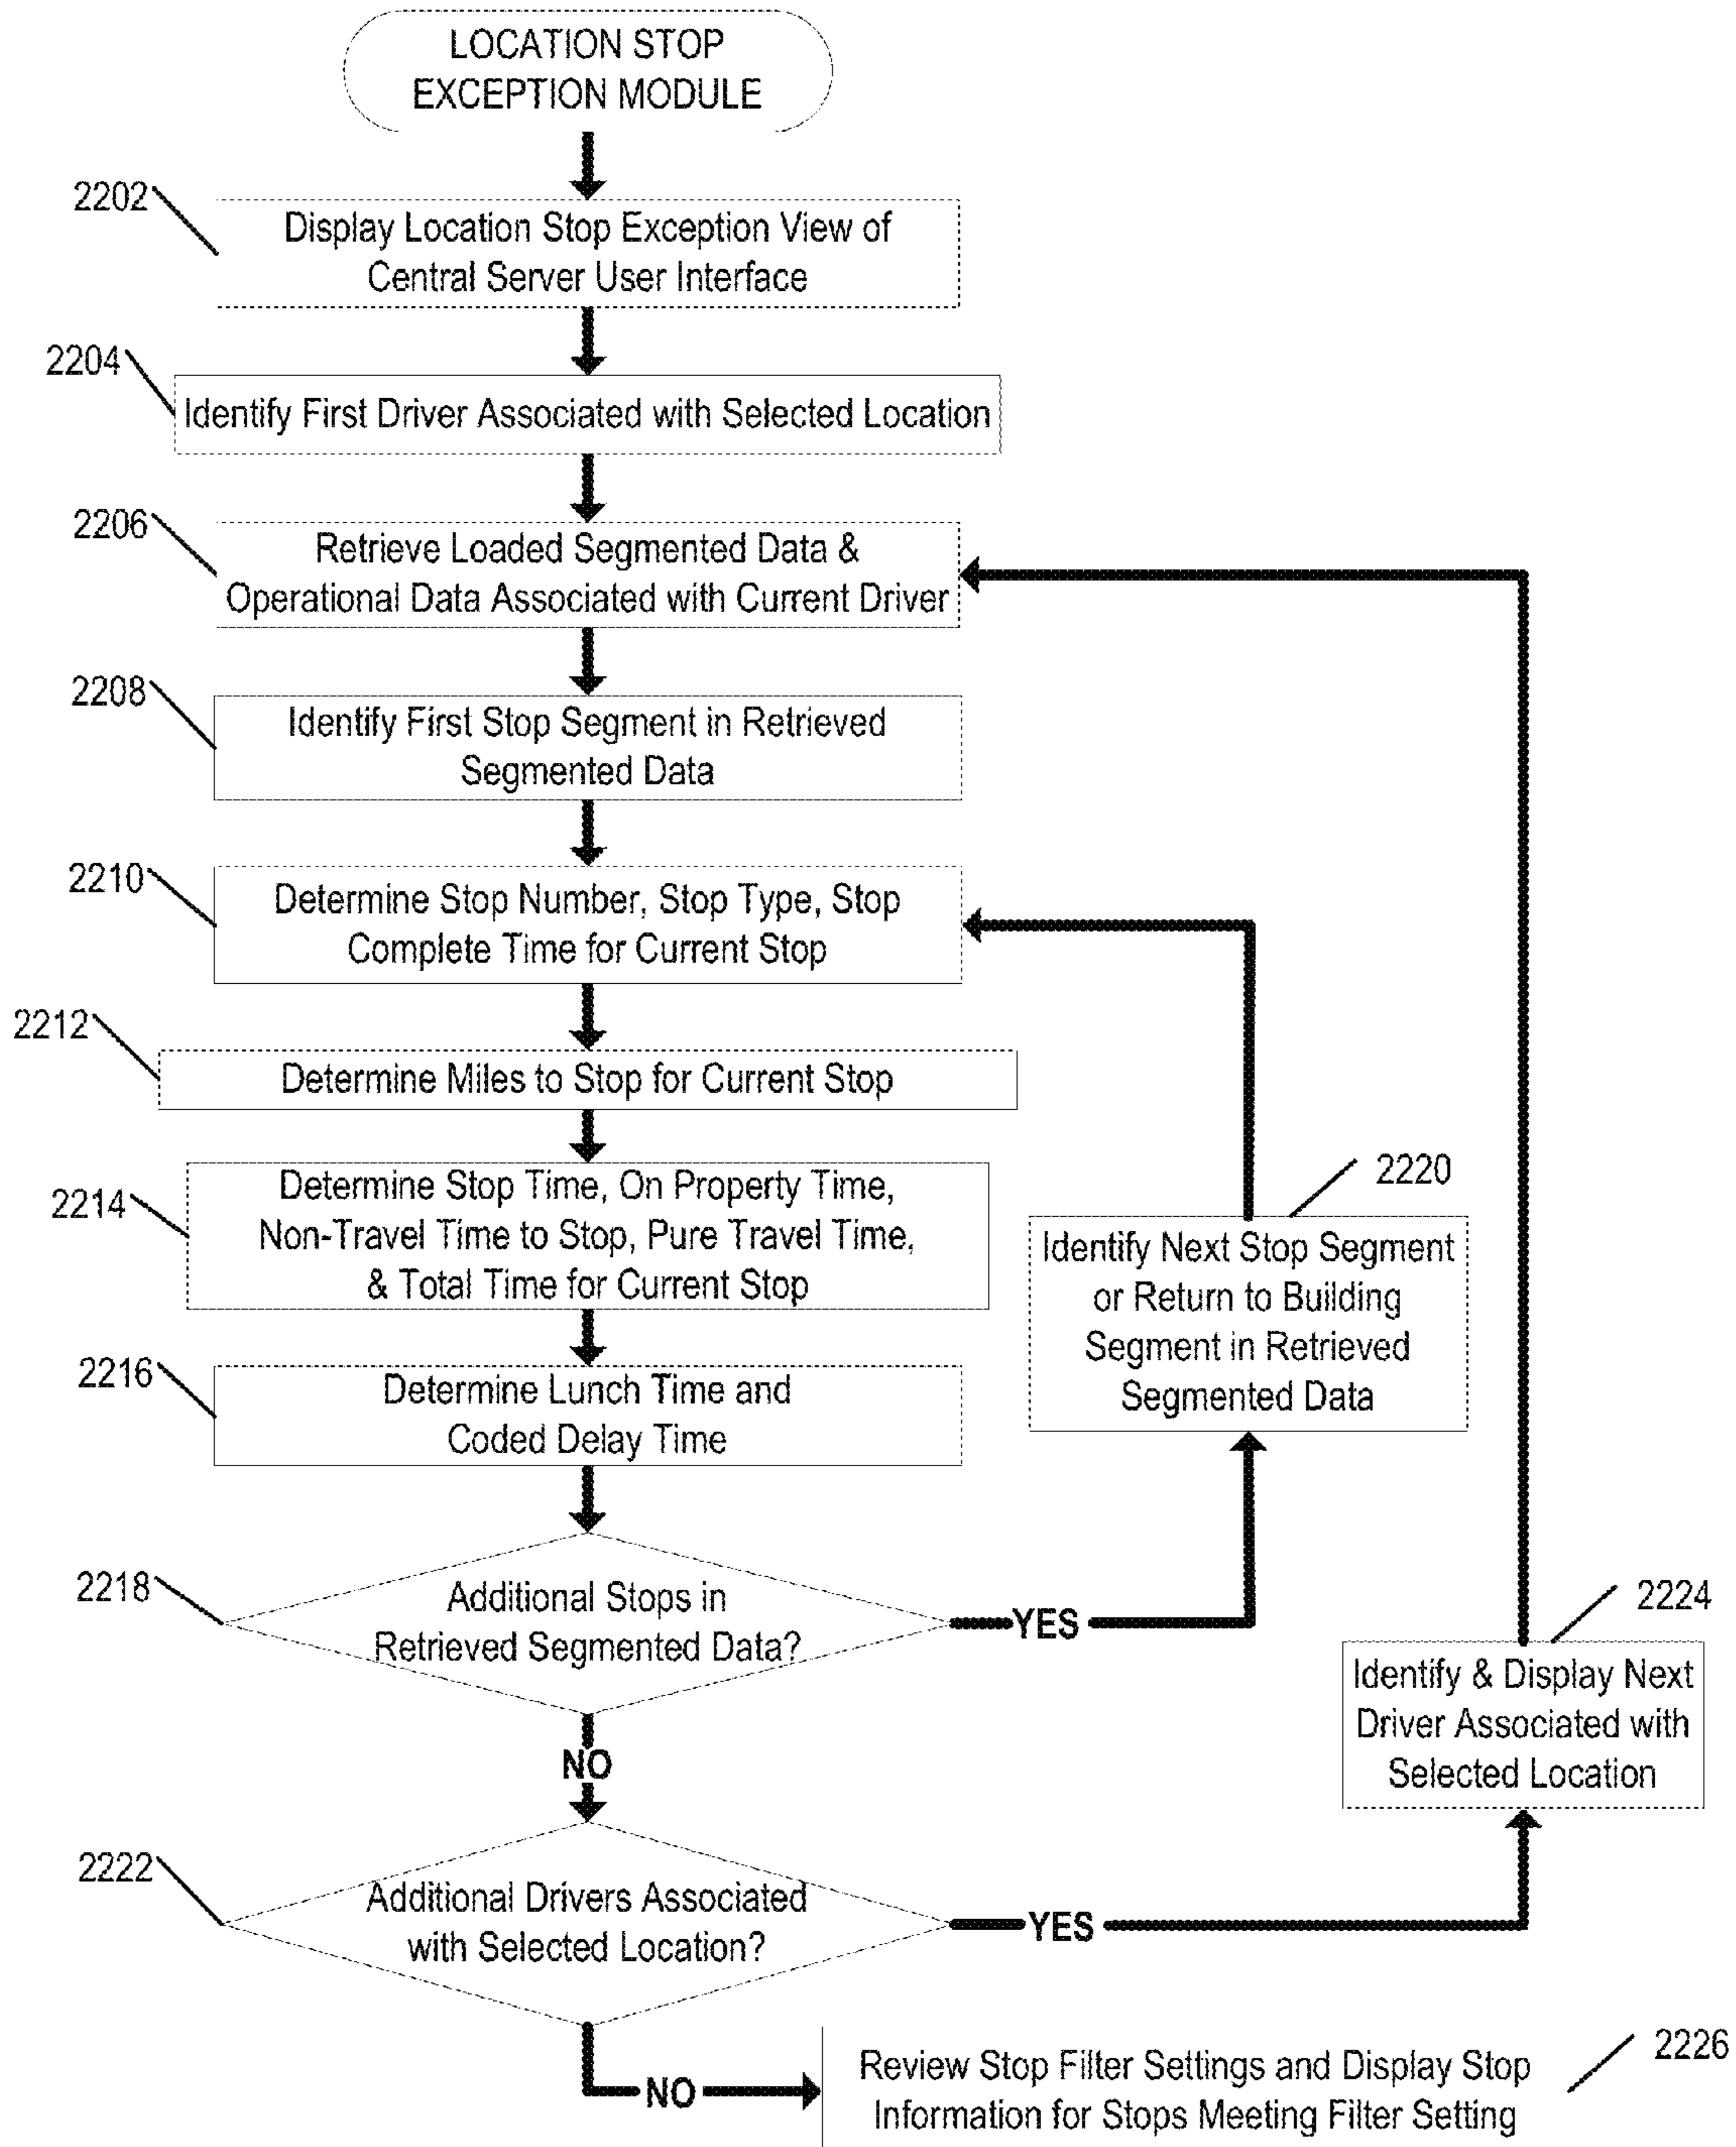 LOCATION STOP
EXCEPTION MODULE
2202
Display Location Stop Exception View of
Central Server User Interface
2204
Identify First Driver Associated with Selected Location
2206
Retrieve Loaded Segmented Data &
Operational Data Associated with Current Driver
2208
Identify First Stop Segment in Retrieved
Segmented Data
2210
Determine Stop Number, Stop Type, Stop
Complete Time for Current Stop
2212
Determine Miles to Stop for Current Stop
2214
Determine Stop Time, On Property Time,
Non-Travel Time to Stop, Pure Travel Time,
& Total Time for Current Stop
2220
Identify Next Stop Segment
or Return to Building
Segment in Retrieved
Segmented Data
2216
Determine Lunch Time and
Coded Delay Time
2218
Additional Stops in
Retrieved Segmented Data?
YES
2224
Identify & Display Next
Driver Associated with
Selected Location
NO
2222
Additional Drivers Associated
with Selected Location?
YES
NO
2226
Review Stop Filter Settings and Display Stop
Information for Stops Meeting Filter Setting